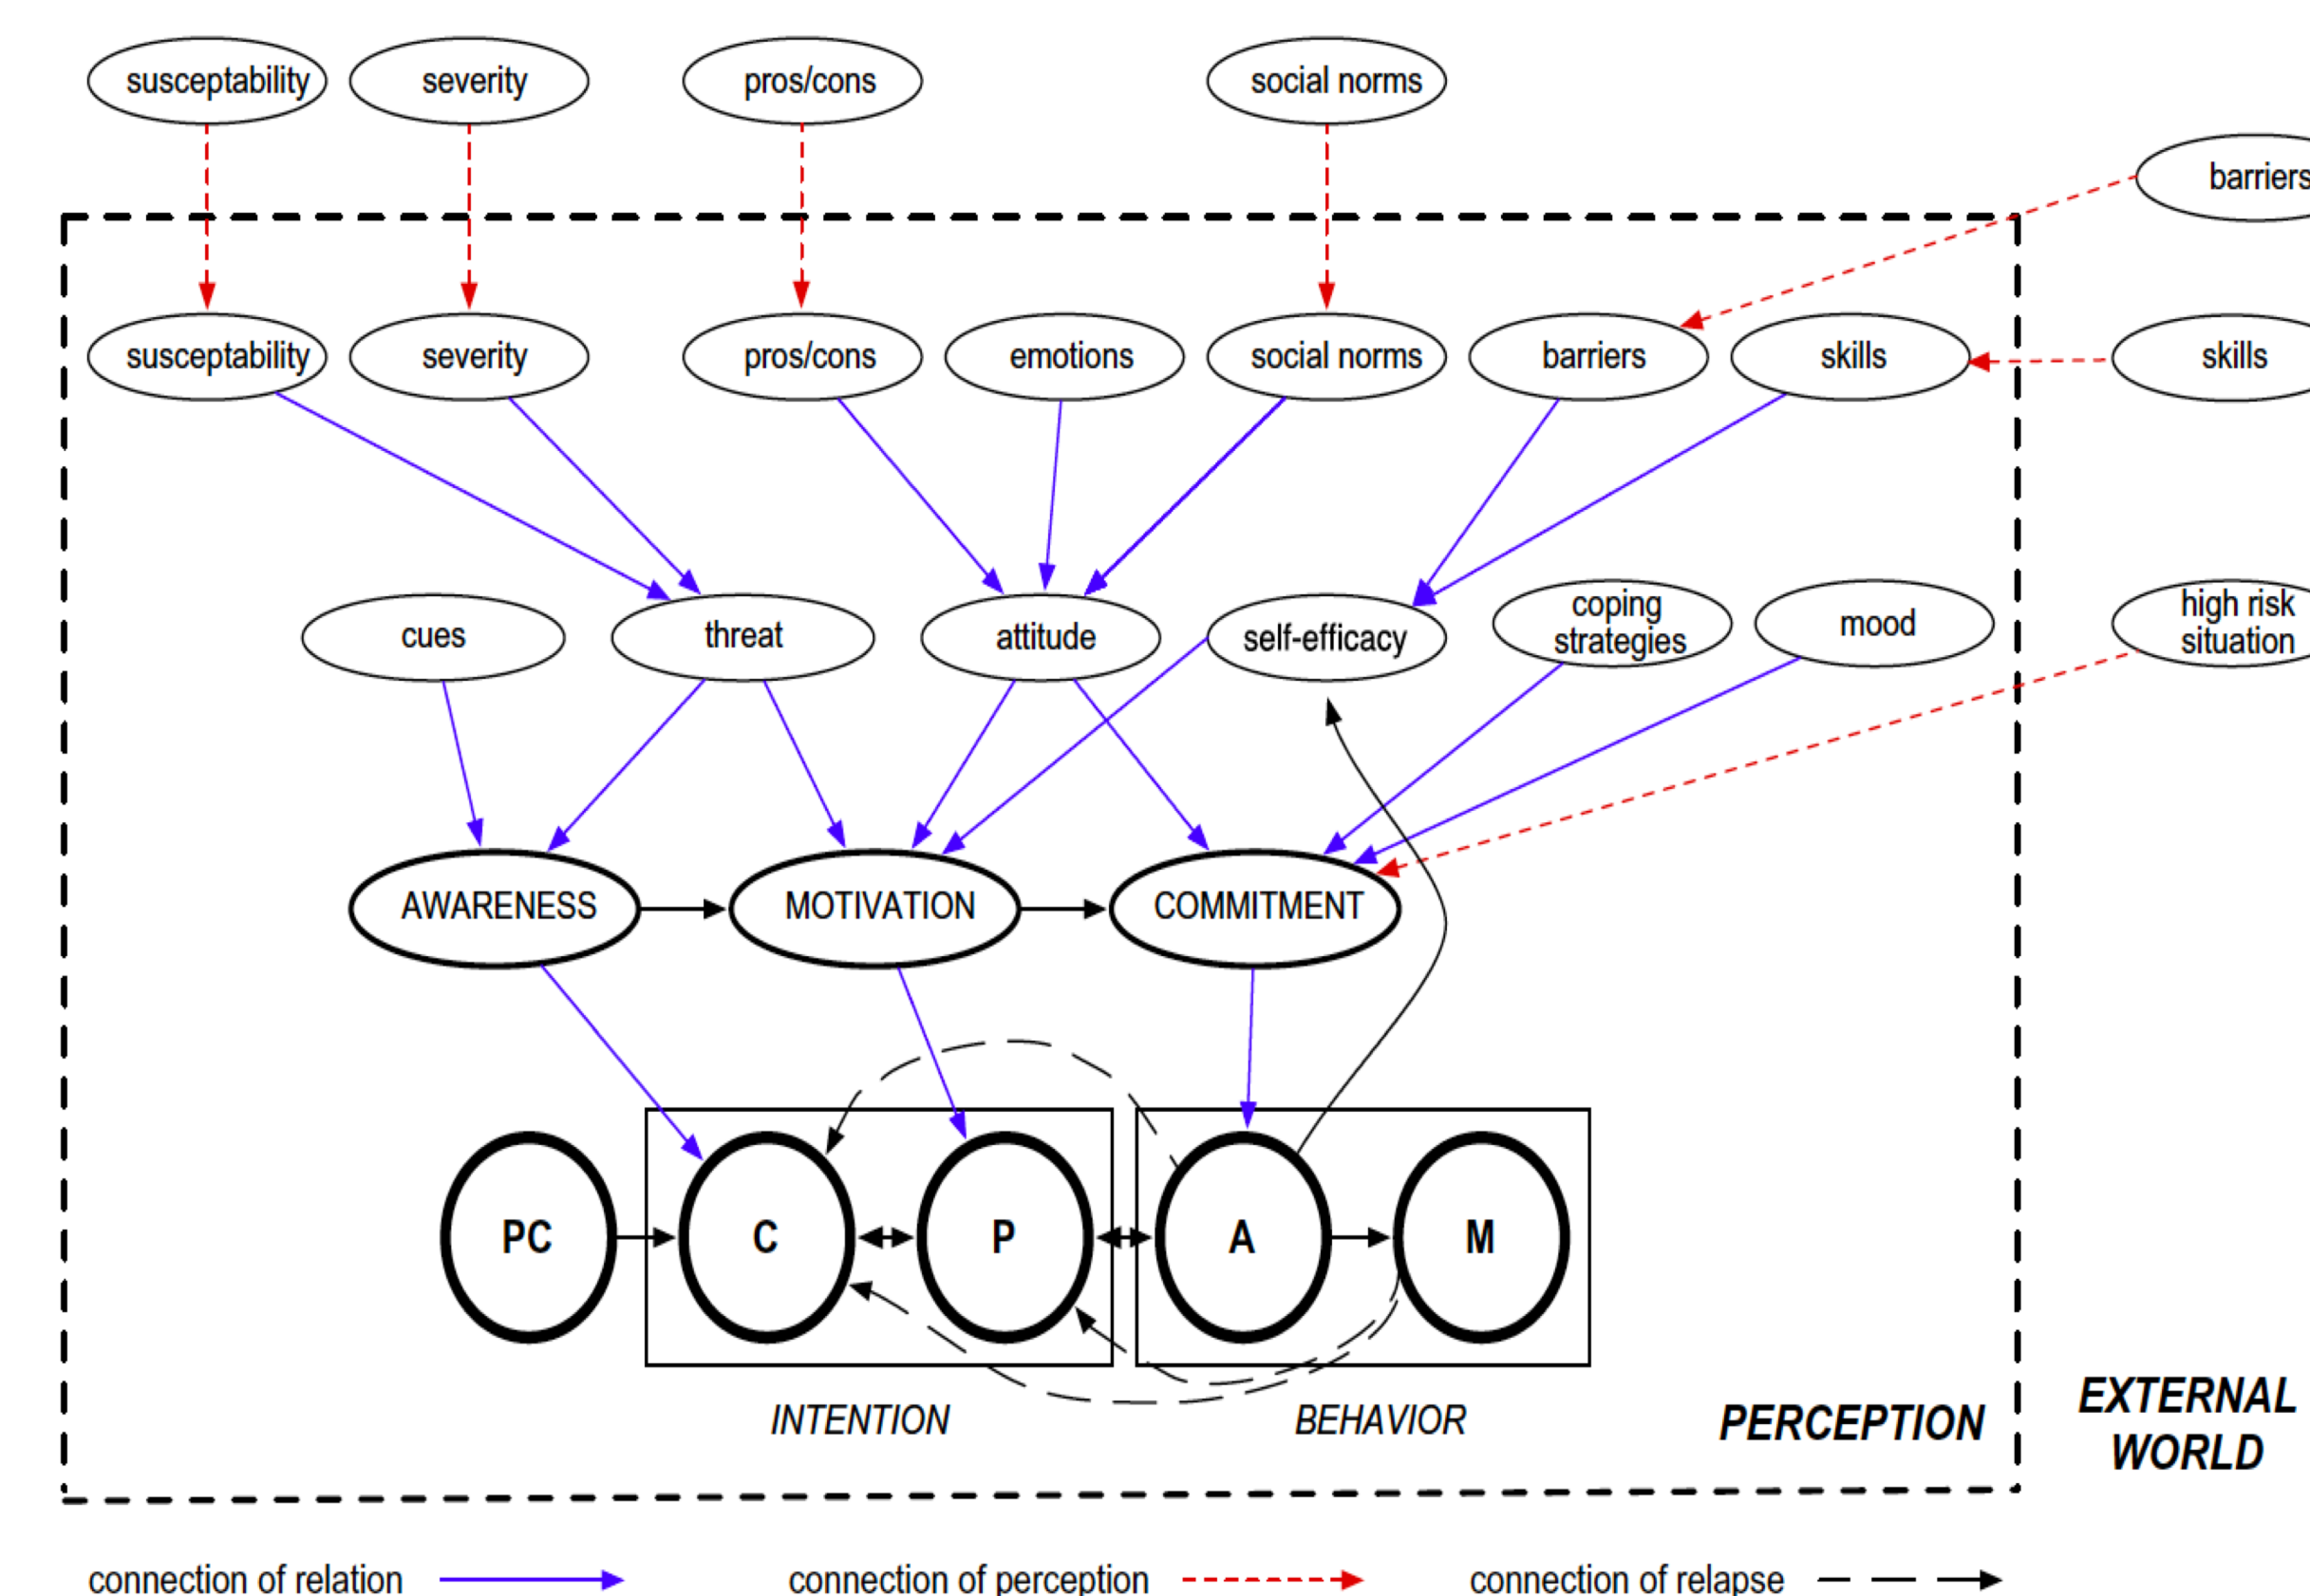 susceptability
severity
pros/cons
social norms
barriers
susceptability
severity
pros/cons
emotions
social norms
barriers
skills
skills
cues
threat
attitude
self-efficacy
coping
strategies
mood
high risk
situation
AWARENESS
MOTIVATION
COMMITMENT
PC
C
P
A
M
INTENTION
BEHAVIOR
PERCEPTION
EXTERNAL
WORLD
connection of relation
connection of perception
connection of relapse